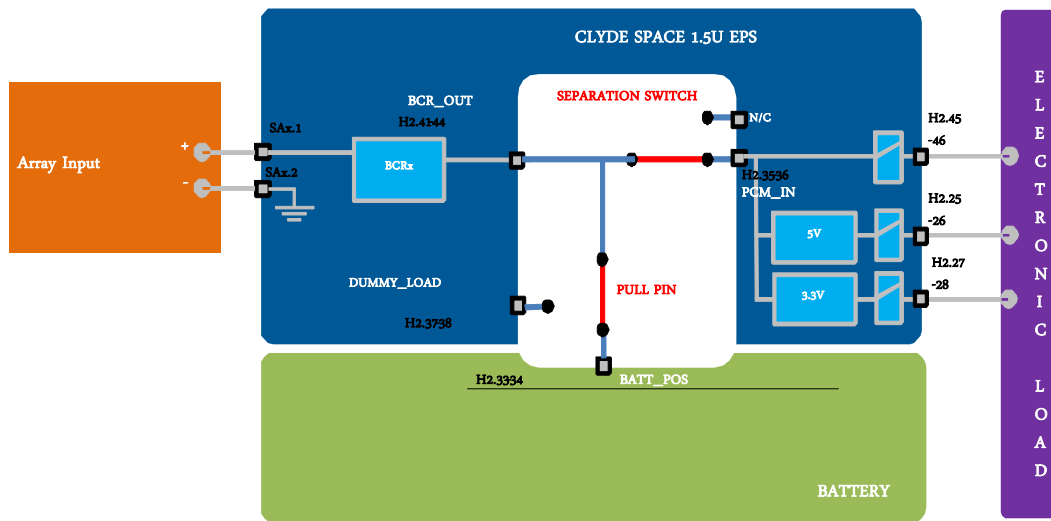 CLYDE SPACE 1.5U EPS
SEPARATION SWITCH
BCR_OUT
H2.4144
N/C
H2.45
-46
SAx.1
+
Array Input
BCRx
SAx.2
-
H2.3536
PCM_IN
H2.25
-26
5V
H2.27
-28
3.3V
DUMMY_LOAD
PULL PIN
H2.3738
H2.3334
BATT_POS
BATTERY
E
L
E
C
T
R
O
N
I
C
L
O
A
D